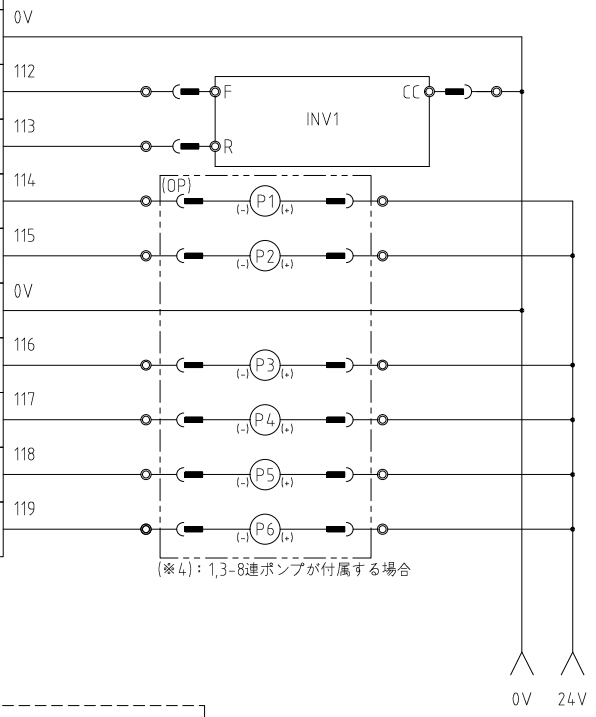 0V
112
F
CC
INV1
113
R
114
(OP)
P1
(-) (+)
115
P2
(-) (+)
0V
116
P3
(-) (+)
117
P4
(-) (+)
118
P5
(-) (+)
119
P6
(-) (+)
(※4)：1,3-8連ポンプが付属する場合
0V 24V